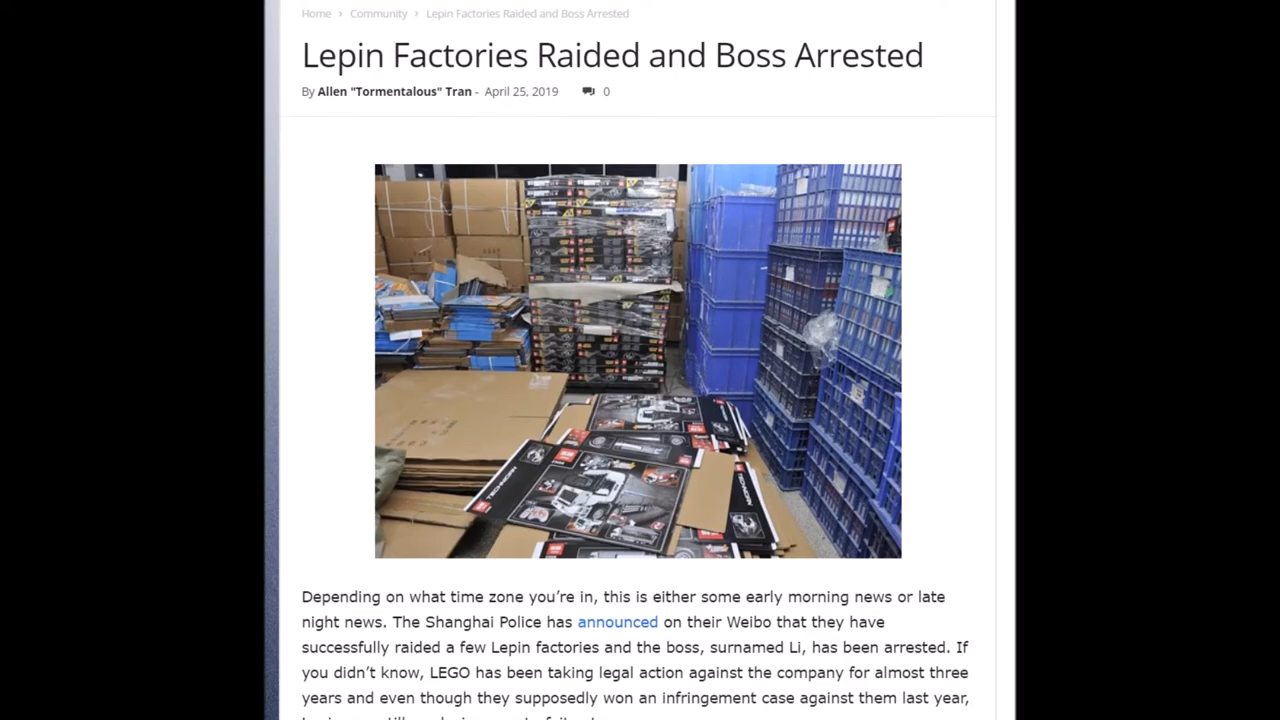 Home › Community › Lepin Factories Raided and Boss Arrested
Lepin Factories Raided and Boss Arrested
By Allen "Tormentalous" Tran - April 25, 2019 0
TECHNICIAN
TECHNICIAN
Depending on what time zone you’re in, this is either some early morning news or late
night news. The Shanghai Police has announced on their Weibo that they have
successfully raided a few Lepin factories and the boss, surnamed Li, has been arrested. If
you didn’t know, LEGO has been taking legal action against the company for almost three
years and even though they supposedly won an infringement case against them last year,